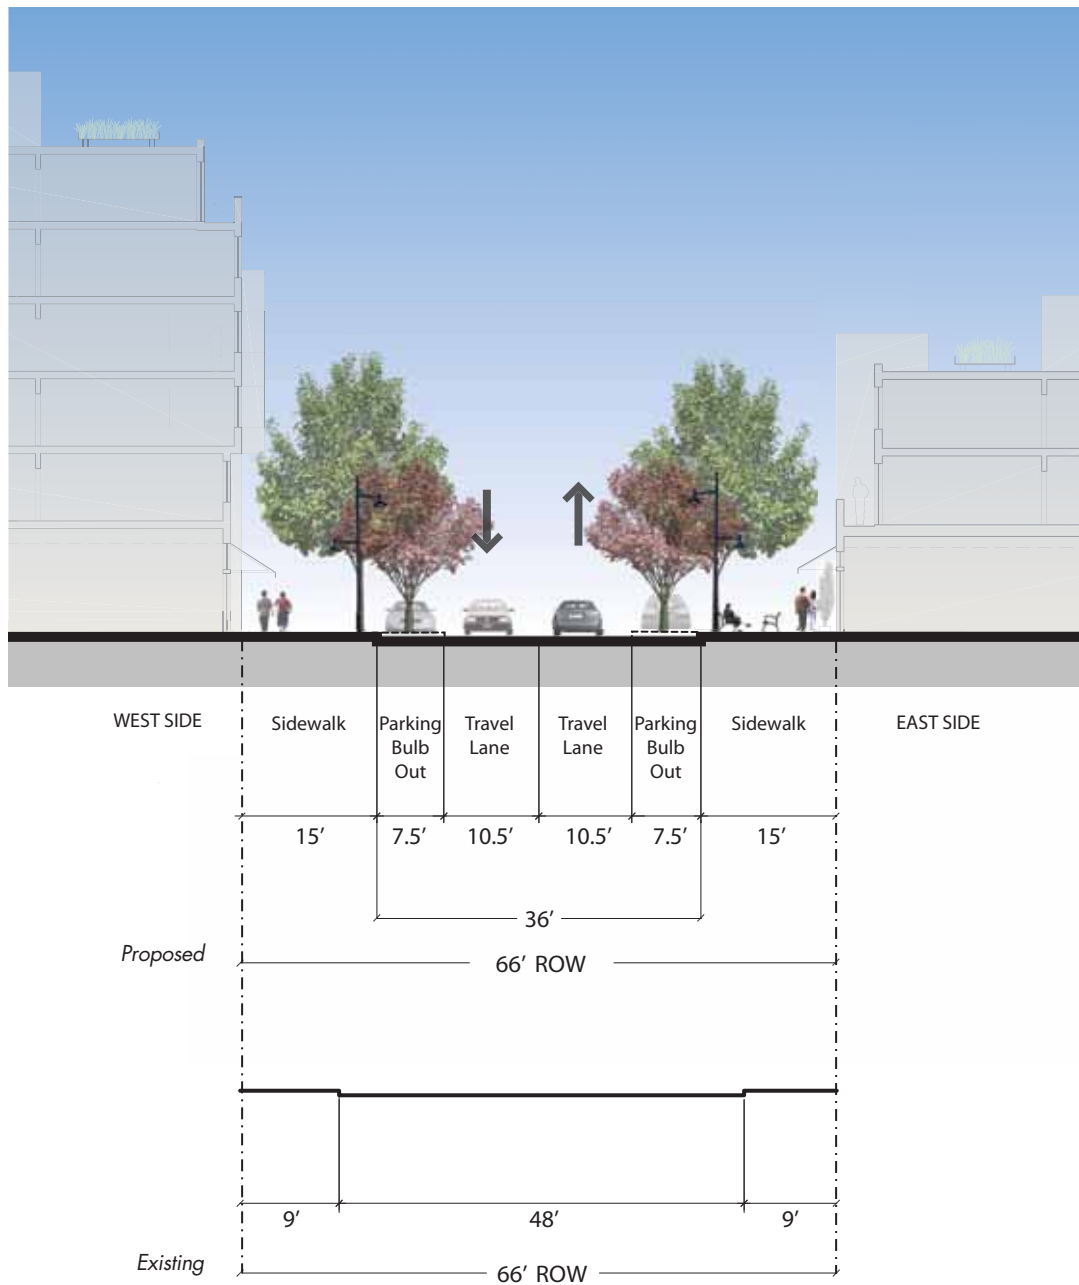 WEST SIDE
Sidewalk
Parking
Bulb
Out
Travel
Lane
Travel
Lane
Parking
Bulb
Out
Sidewalk
EAST SIDE
15’
7.5’
10.5’
10.5’
7.5’
15’
36’
Proposed
66’ ROW
9’
48’
9’
Existing
66’ ROW